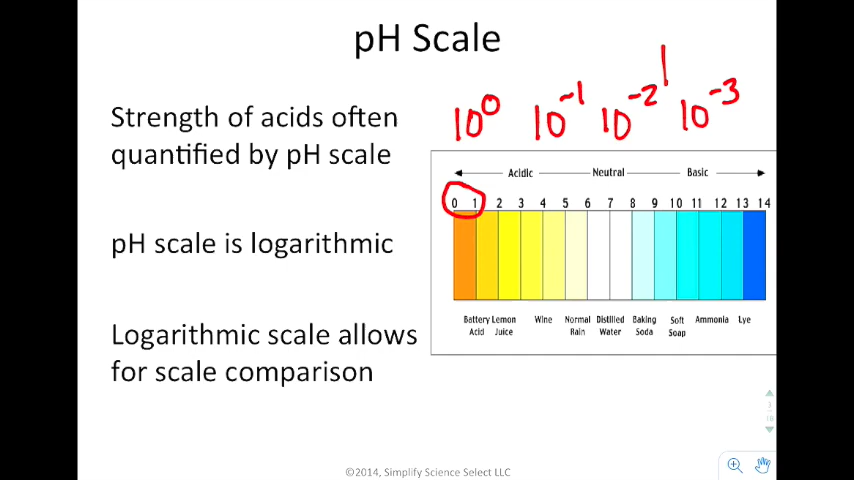 pH Scale
Strength of acids often
quantified by pH scale
pH scale is logarithmic
Logarithmic scale allows
for scale comparison
10⁰ 10⁻¹ 10⁻² 10⁻³
Acidic Neutral Basic
0 1 2 3 4 5 6 7 8 9 10 11 12 13 14
Battery Lemon Wine Normal Distilled Baking Soft Ammonia Lye
Acid Juice Rain Water Soda Soap
©2014, Simplify Science Select LLC